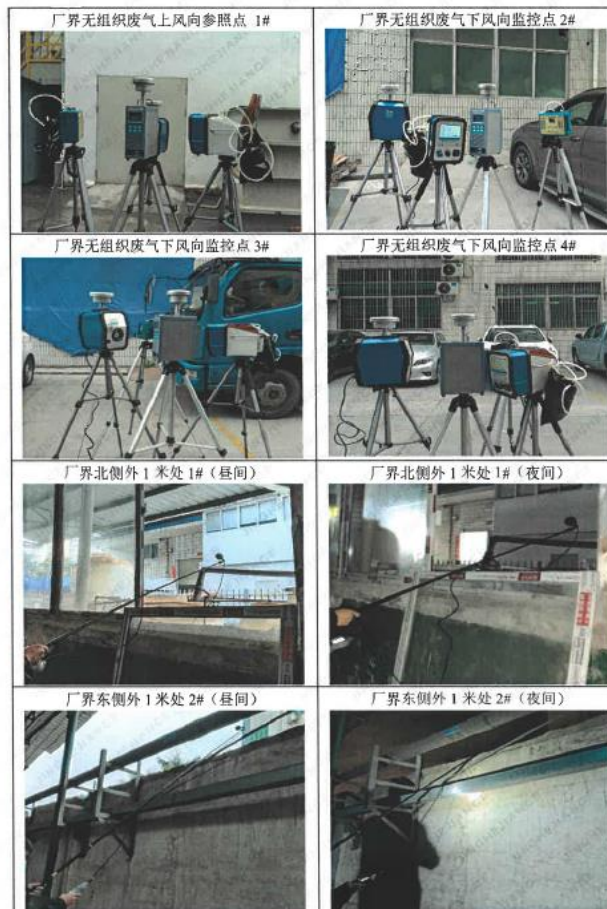 厂界无组织废气上风向参照点 1#
厂界无组织废气下风向监控点 2#
厂界无组织废气下风向监控点 3#
厂界无组织废气下风向监控点 4#
厂界北侧外 1 米处 1#（昼间）
厂界北侧外 1 米处 1#（夜间）
厂界东侧外 1 米处 2#（昼间）
厂界东侧外 1 米处 2#（夜间）